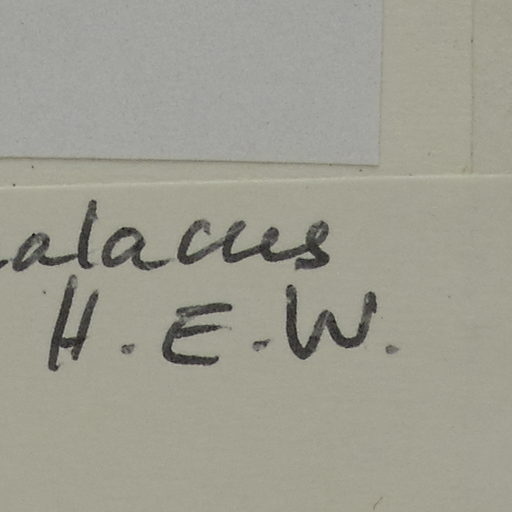 alacus
H. E. W.